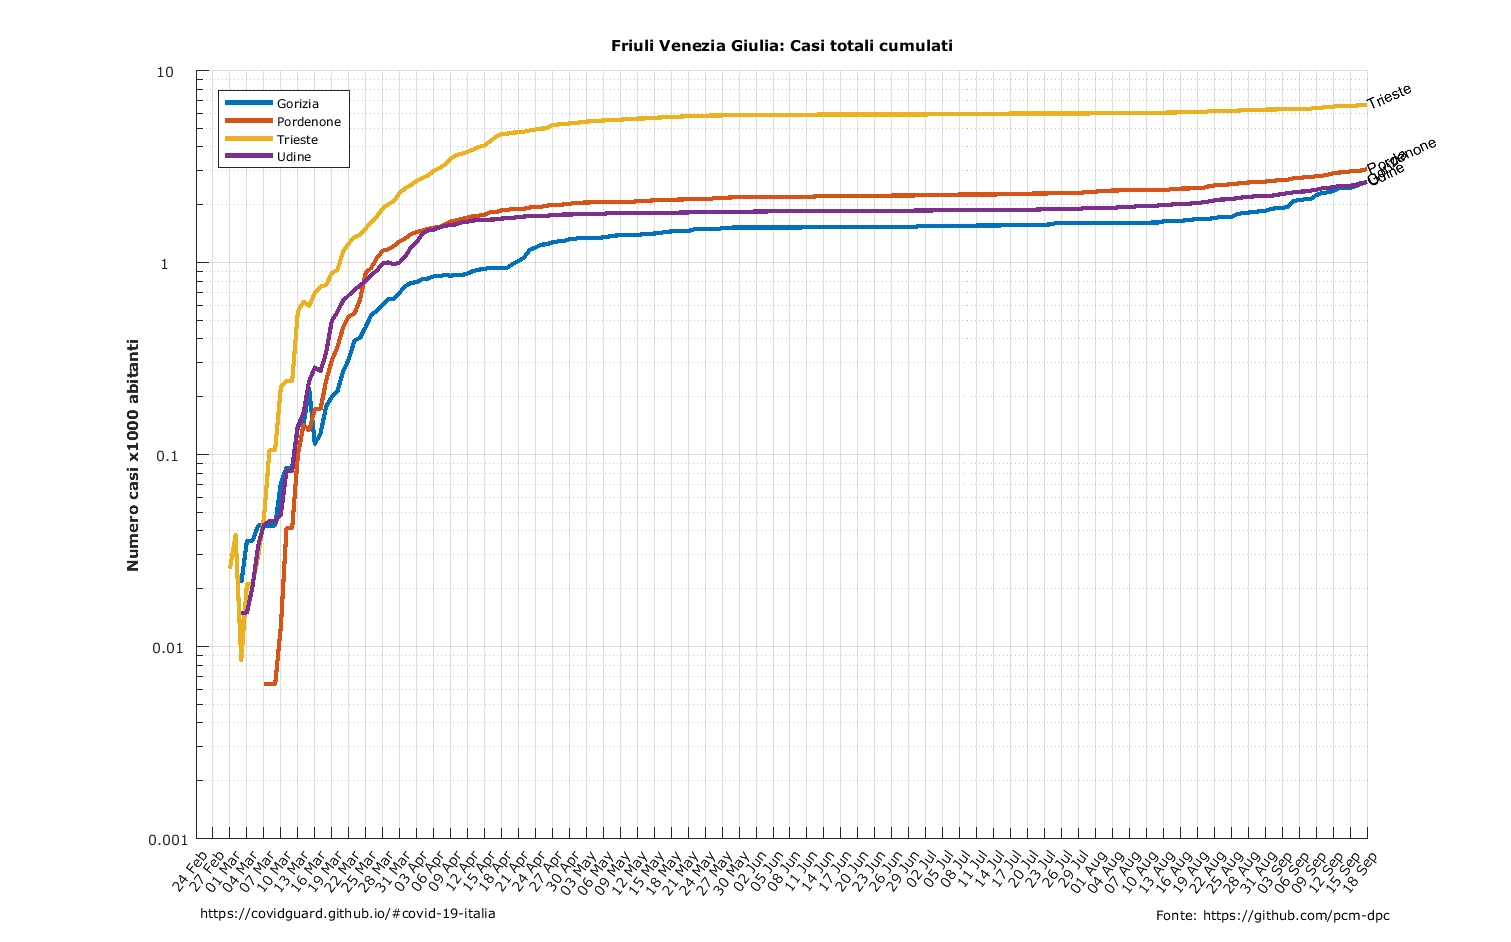 Friuli Venezia Giulia: Casi totali cumulati
10
1
0.1
0.01
0.001
Numero casi x1000 abitanti
Gorizia
Pordenone
Trieste
Udine
Trieste
Pordenone
Udine
24 Feb
27 Feb
01 Mar
04 Mar
07 Mar
10 Mar
13 Mar
16 Mar
19 Mar
22 Mar
25 Mar
28 Mar
31 Mar
03 Apr
06 Apr
09 Apr
12 Apr
15 Apr
18 Apr
21 Apr
24 Apr
27 Apr
30 Apr
03 May
06 May
09 May
12 May
15 May
18 May
21 May
24 May
27 May
30 May
02 Jun
05 Jun
08 Jun
11 Jun
14 Jun
17 Jun
20 Jun
23 Jun
26 Jun
29 Jun
02 Jul
05 Jul
08 Jul
11 Jul
14 Jul
17 Jul
20 Jul
23 Jul
26 Jul
29 Jul
01 Aug
04 Aug
07 Aug
10 Aug
13 Aug
16 Aug
19 Aug
22 Aug
25 Aug
28 Aug
31 Aug
03 Sep
06 Sep
09 Sep
12 Sep
15 Sep
18 Sep
https://covidguard.github.io/#covid-19-italia
Fonte: https://github.com/pcm-dpc